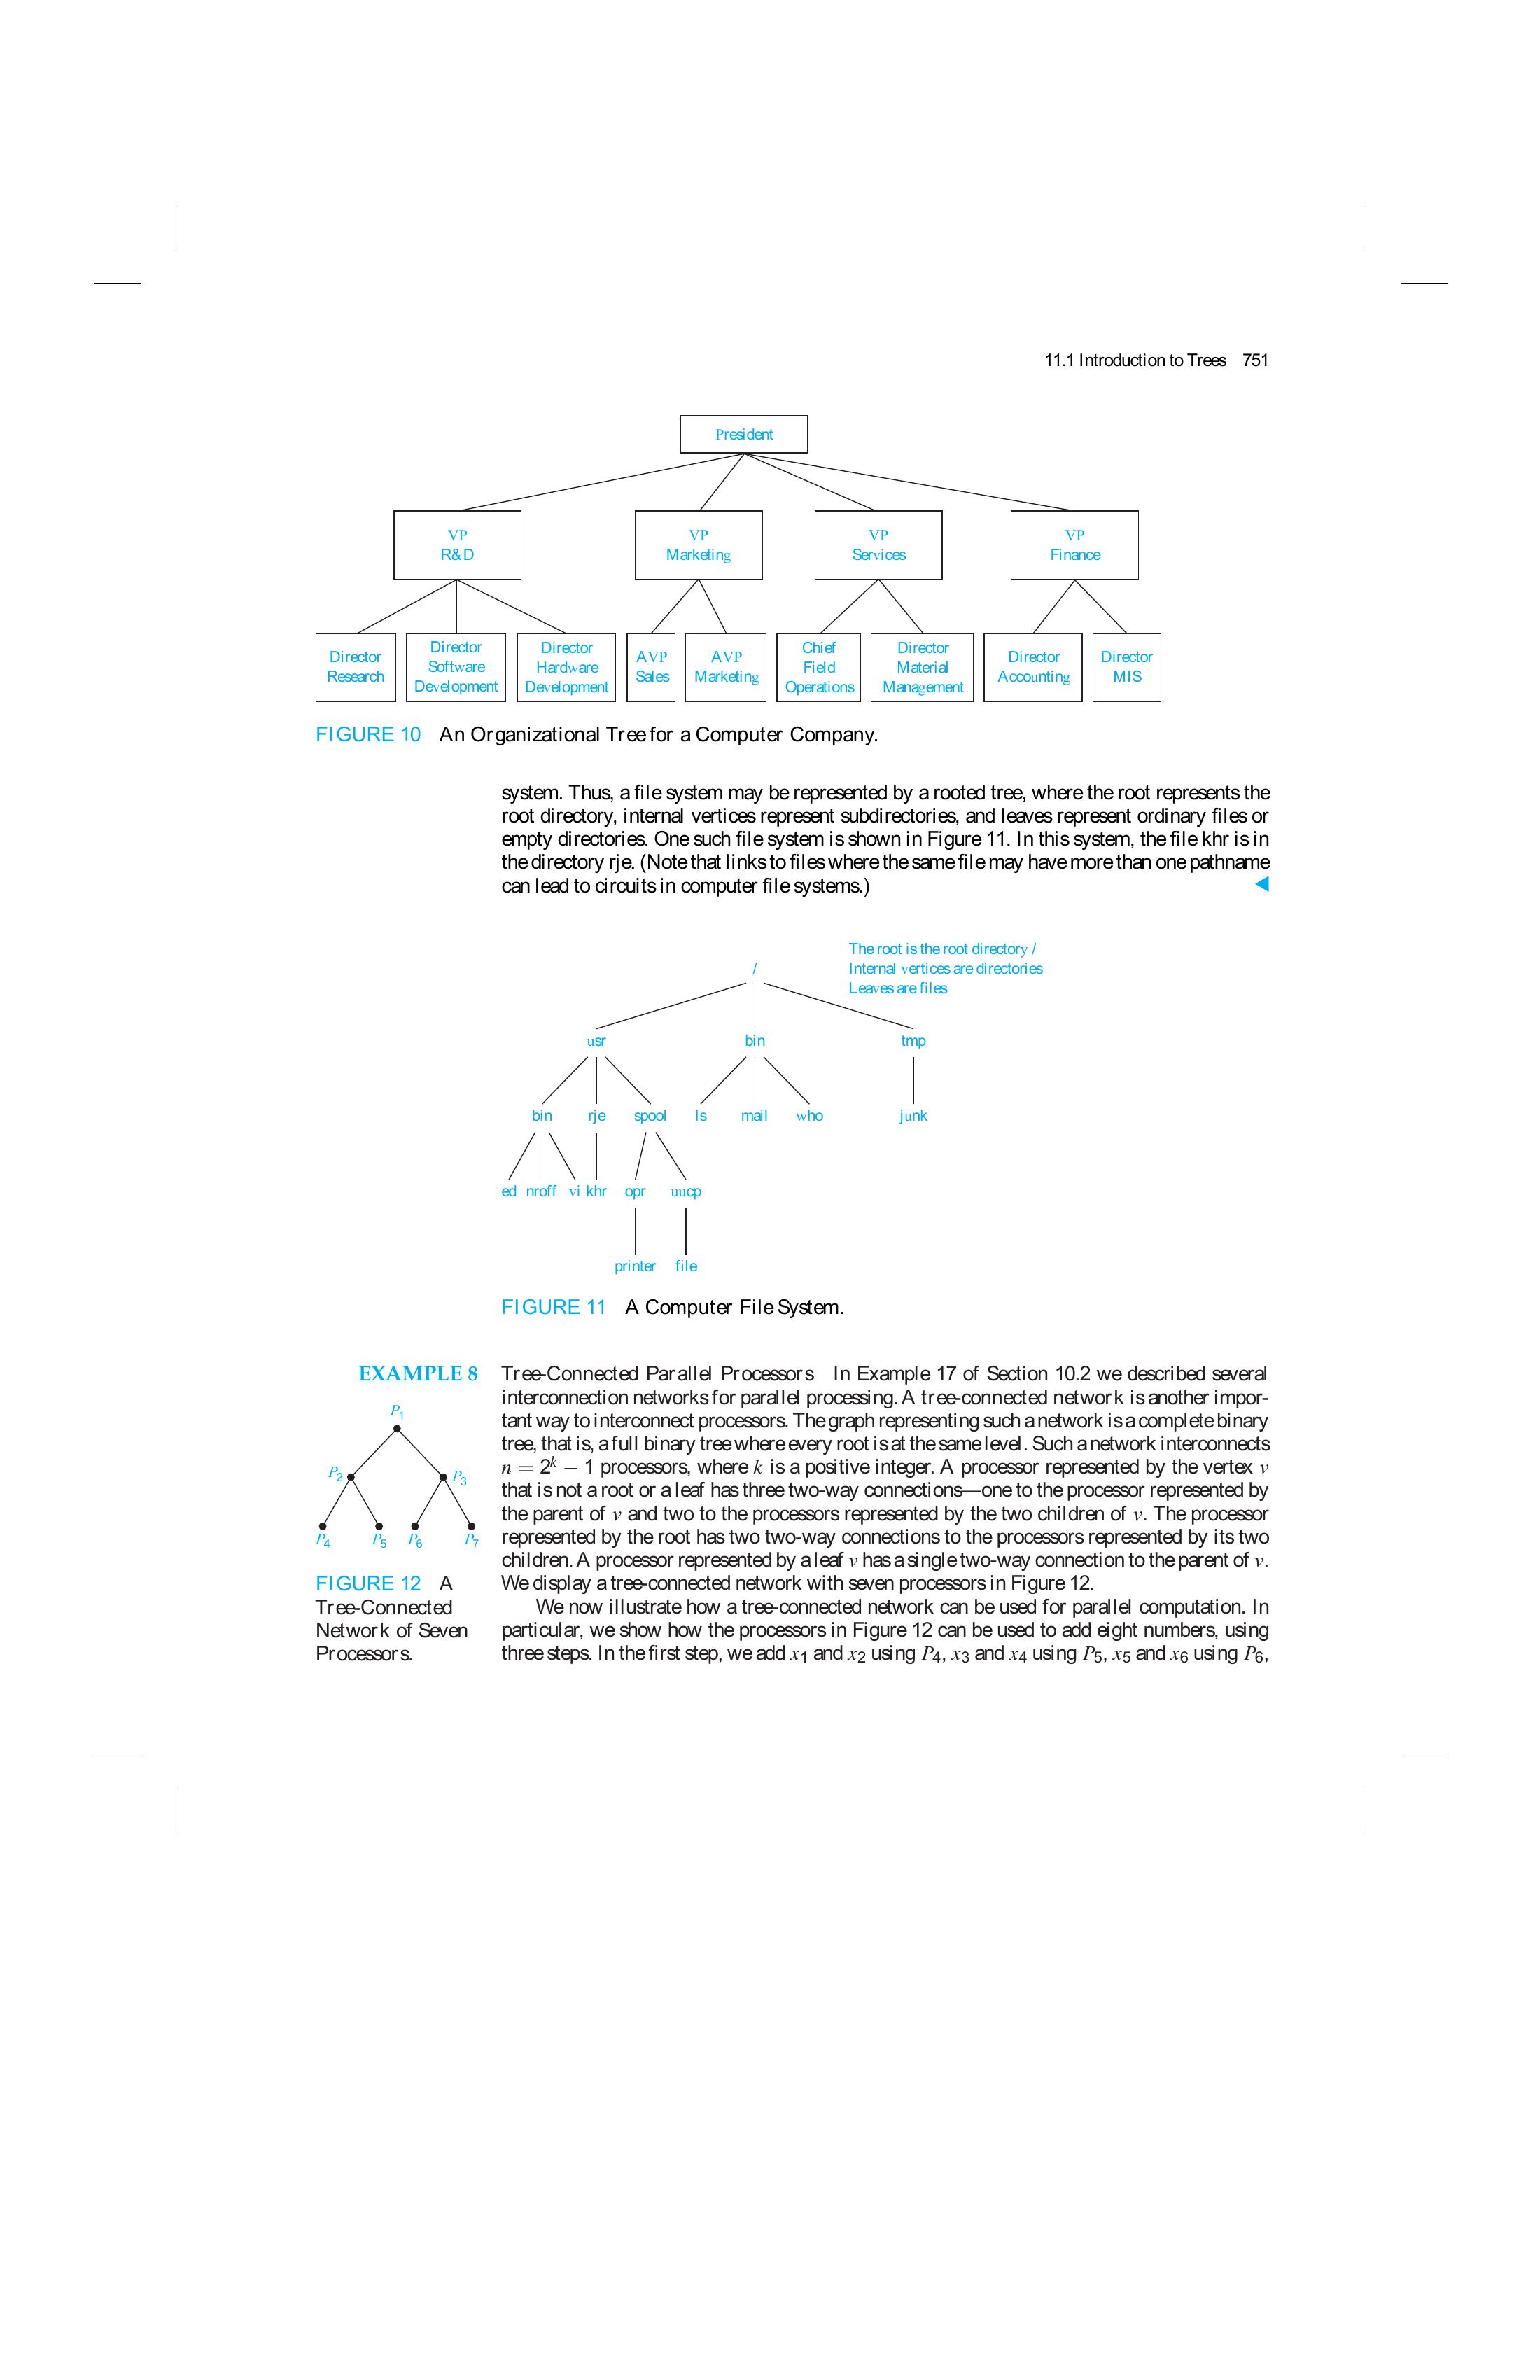 11.1 Introduction to Trees 751
President
VP
R&D
VP
Marketing
VP
Services
VP
Finance
Director
Research
Director
Software
Development
Director
Hardware
Development
AVP
Sales
AVP
Marketing
Chief
Field
Operations
Director
Material
Management
Director
Accounting
Director
MIS
FIGURE 10 An Organizational Tree for a Computer Company.
system. Thus, a file system may be represented by a rooted tree, where the root represents the
root directory, internal vertices represent subdirectories, and leaves represent ordinary files or
empty directories. One such file system is shown in Figure 11. In this system, the file khr is in
the directory rje. (Note that links to files where the same file may have more than one pathname
can lead to circuits in computer file systems.)
The root is the root directory /
Internal vertices are directories
Leaves are files
/
usr bin tmp
bin rje spool ls mail who junk
ed nroff vi khr opr uucp
printer file
FIGURE 11 A Computer File System.
EXAMPLE 8
Tree-Connected Parallel Processors In Example 17 of Section 10.2 we described several
interconnection networks for parallel processing. A tree-connected network is another impor-
tant way to interconnect processors. The graph representing such a network is a complete binary
tree, that is, a full binary tree where every root is at the same level. Such a network interconnects
n = 2^k − 1 processors, where k is a positive integer. A processor represented by the vertex v
that is not a root or a leaf has three two-way connections—one to the processor represented by
the parent of v and two to the processors represented by the two children of v. The processor
represented by the root has two two-way connections to the processors represented by its two
children. A processor represented by a leaf v has a single two-way connection to the parent of v.
We display a tree-connected network with seven processors in Figure 12.
We now illustrate how a tree-connected network can be used for parallel computation. In
particular, we show how the processors in Figure 12 can be used to add eight numbers, using
three steps. In the first step, we add x1 and x2 using P4, x3 and x4 using P5, x5 and x6 using P6,
P1
P2 P3
P4 P5 P6 P7
FIGURE 12 A
Tree-Connected
Network of Seven
Processors.